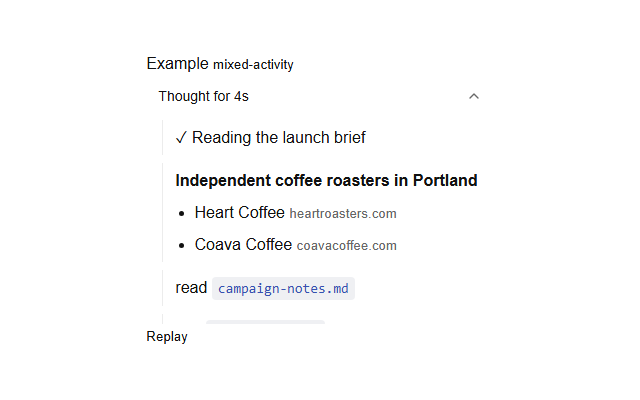 Example mixed-activity
Thought for 4s
✓ Reading the launch brief
Independent coffee roasters in Portland
• Heart Coffee heartroasters.com
• Coava Coffee coavacoffee.com
read campaign-notes.md
Replay